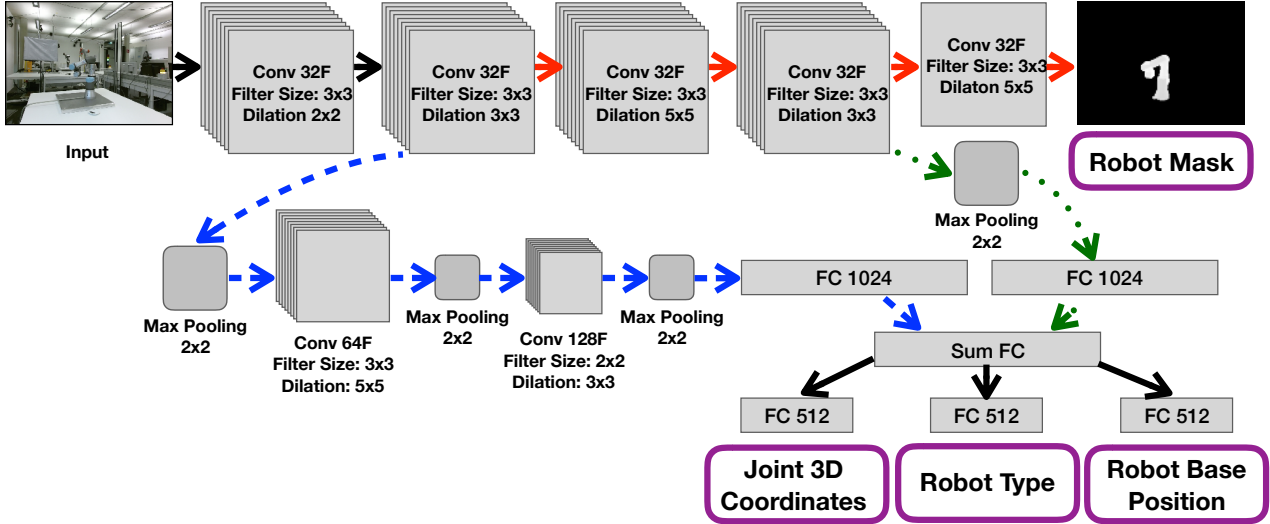 Input
Conv 32F
Filter Size: 3x3
Dilation 2x2
Conv 32F
Filter Size: 3x3
Dilation 3x3
Conv 32F
Filter Size: 3x3
Dilation 5x5
Conv 32F
Filter Size: 3x3
Dilation 3x3
Conv 32F
Filter Size: 3x3
Dilaton 5x5
Robot Mask
Max Pooling
2x2
Max Pooling
2x2
Conv 64F
Filter Size: 3x3
Dilation: 5x5
Max Pooling
2x2
Conv 128F
Filter Size: 2x2
Dilation: 3x3
Max Pooling
2x2
FC 1024
FC 1024
Sum FC
FC 512
FC 512
FC 512
Joint 3D
Coordinates
Robot Type
Robot Base
Position